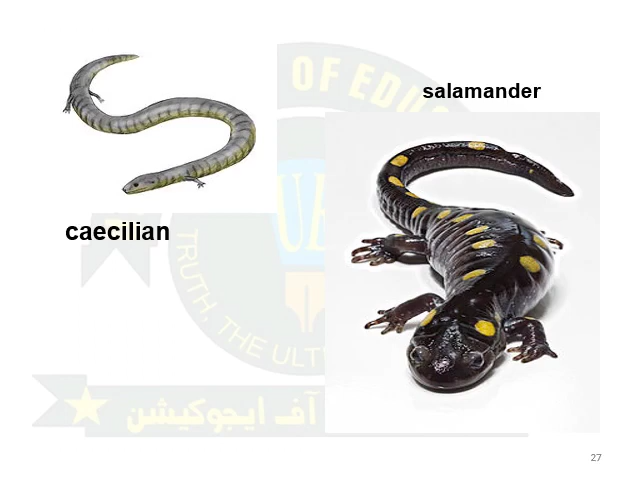 OF EDU
salamander
caecilian
TRUTH, THE ULT
آف ایجوکیشن
27